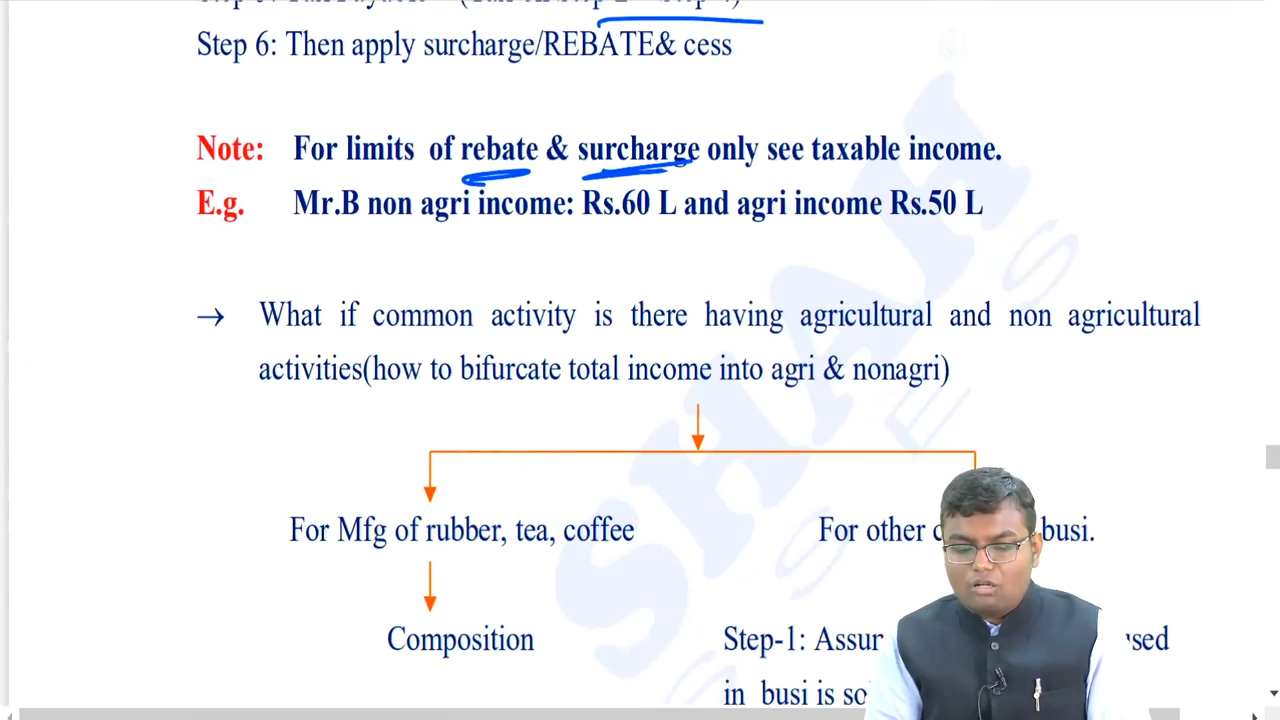 Step 6: Then apply surcharge/REBATE& cess
Note: For limits of rebate & surcharge only see taxable income.
E.g. Mr.B non agri income: Rs.60 L and agri income Rs.50 L
→ What if common activity is there having agricultural and non agricultural
activities(how to bifurcate total income into agri & nonagri)
For Mfg of rubber, tea, coffee
For other busi.
Composition
Step-1:
in busi is
SHAH